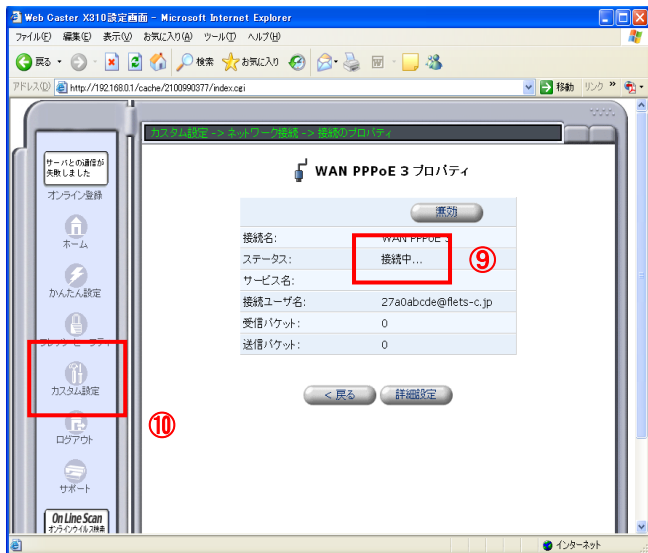 Web Caster X310設定画面 - Microsoft Internet Explorer
ファイル(F) 編集(E) 表示(V) お気に入り(A) ツール(T) ヘルプ(H)
戻る 検索 お気に入り
アドレス(D) http://192.168.0.1/cache/2100990377/index.cgi 移動 リンク »
カスタム設定 -> ネットワーク接続 -> 接続のプロパティ
サーバとの通信が
失敗しました
オンライン登録
ホーム
かんたん設定
カスタム設定
ログアウト
サポート
On Line Scan
オンラインウイルス検索
WAN PPPoE 3 プロパティ
無効
接続名: WAN PPPoE 3
ステータス: 接続中...
⑨
サービス名:
接続ユーザ名: 27a0abcde@flets-c.jp
受信パケット: 0
送信パケット: 0
< 戻る 詳細設定
⑩
インターネット